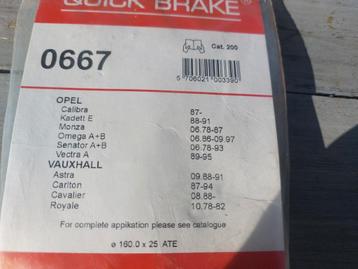 QUICK BRAKE
0667
Cat. 200
5 706021 003390
OPEL
Calibra 87-
Kadett E 88-91
Monza 06.78-87
Omega A+B 06.86-09.97
Senator A+B 06.78-93
Vectra A 89-95
VAUXHALL
Astra 09.88-91
Carlton 87-94
Cavalier 08.88-
Royale 10.78-82
For complete appikation please see catalogue
ø 160.0 x 25 ATE